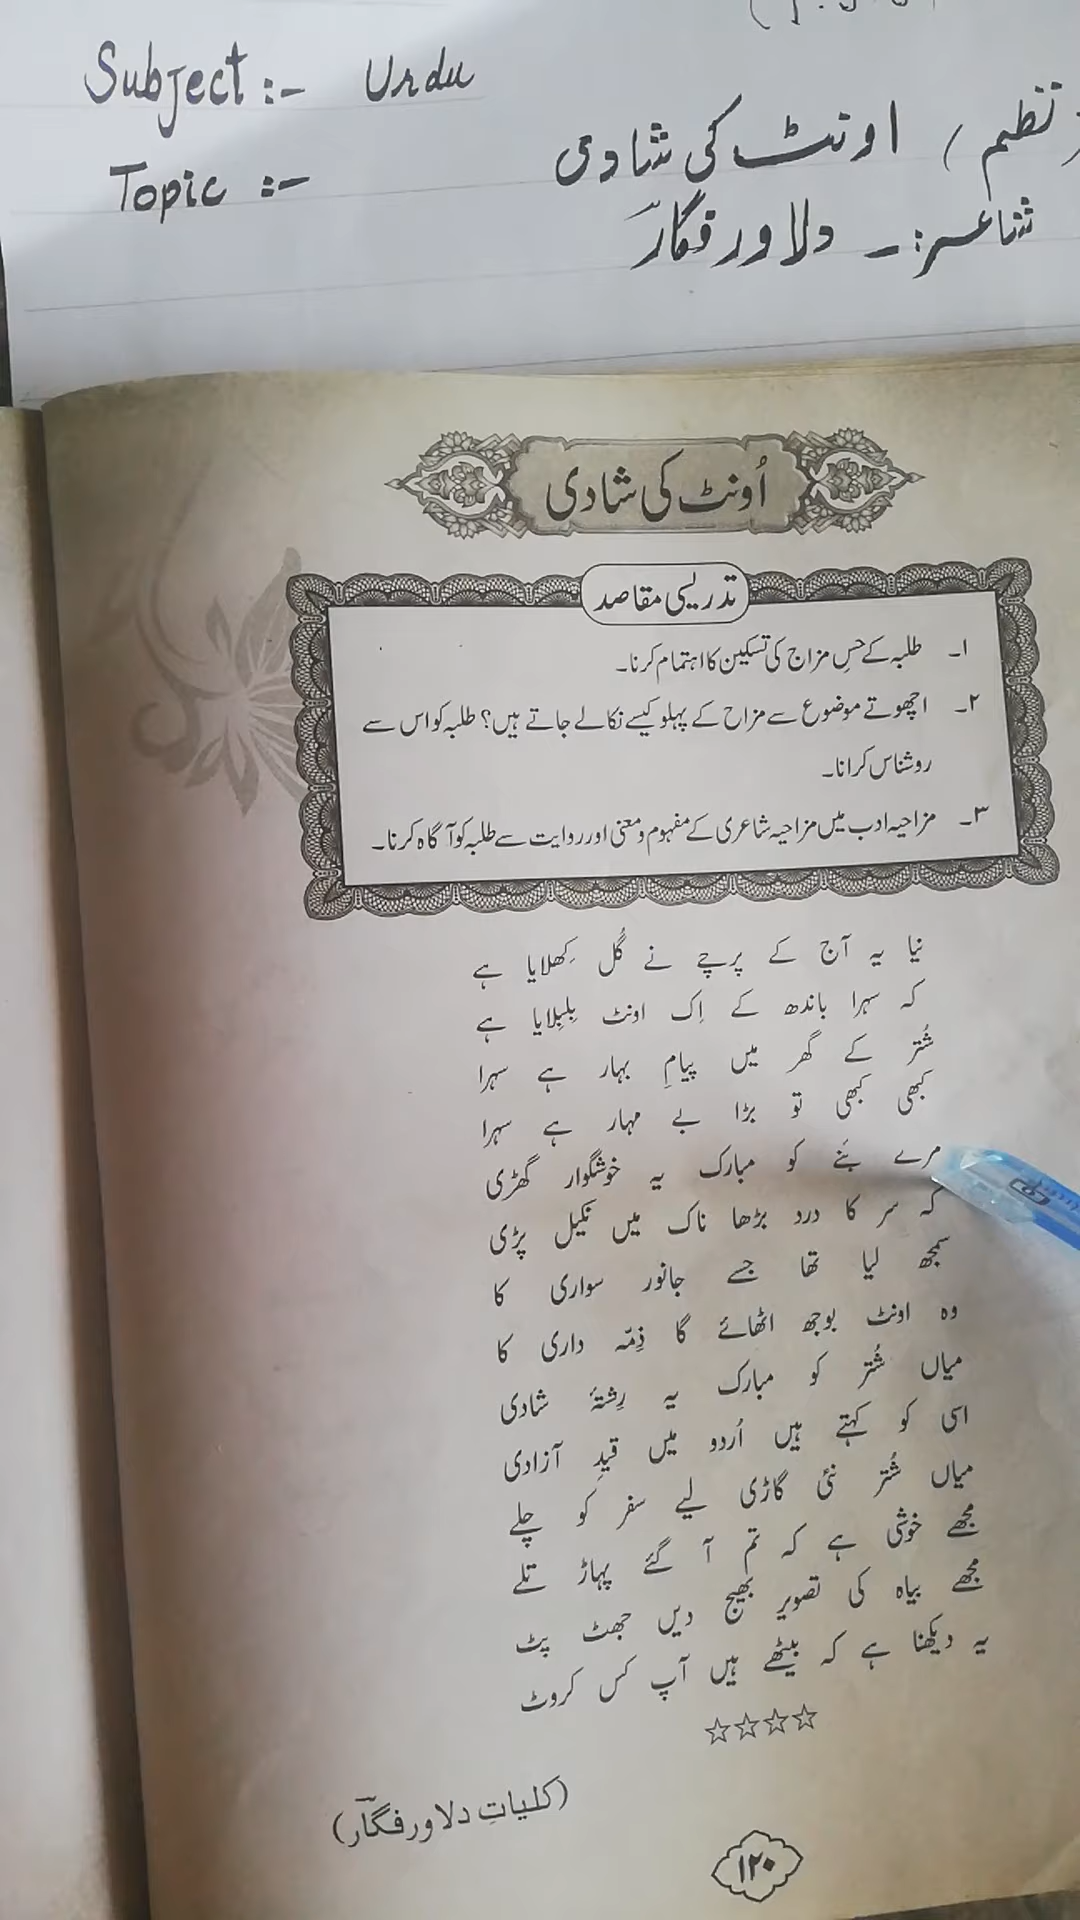 Subject :- Urdu
Topic :- نظم ) اونٹ کی شادی
شاعر :۔ دلاور فگار
اُونٹ کی شادی
تدریسی مقاصد
۱۔ طلبہ کے حسِ مزاح کی تسکین کا اہتمام کرنا۔
۲۔ اچھوتے موضوع سے مزاح کے پہلو کیسے نکالے جاتے ہیں؟ طلبہ کو اس سے
روشناس کرانا۔
۳۔ مزاحیہ ادب میں مزاحیہ شاعری کے مفہوم و معنی اور روایت سے طلبہ کو آگاہ کرنا۔
نیا یہ آج کے پرچے نے گُل کِھلایا ہے
کہ سہرا باندھ کے اِک اونٹ بِلبِلایا ہے
شُتر کے گھر میں پیامِ بہار ہے سہرا
کبھی کبھی تو بڑا بے مہار ہے سہرا
مرے بَنے کو مبارک یہ خوشگوار گھڑی
کہ سر کا درد بڑھا ناک میں نکیل پڑی
سمجھ لیا تھا جسے جانور سواری کا
وہ اونٹ بوجھ اٹھائے گا ذِمّہ داری کا
میاں شُتر کو مبارک یہ رِشتۂ شادی
اسی کو کہتے ہیں اُردو میں قیدِ آزادی
میاں شُتر نئی گاڑی لیے سفر کو چلے
مجھے خوشی ہے کہ تم آ گئے پہاڑ تلے
مجھے بیاہ کی تصویر بھیج دیں جھٹ پٹ
یہ دیکھنا ہے کہ بیٹھے ہیں آپ کس کروٹ
☆☆☆☆
(کلیاتِ دلاور فگار)
۱۲۰